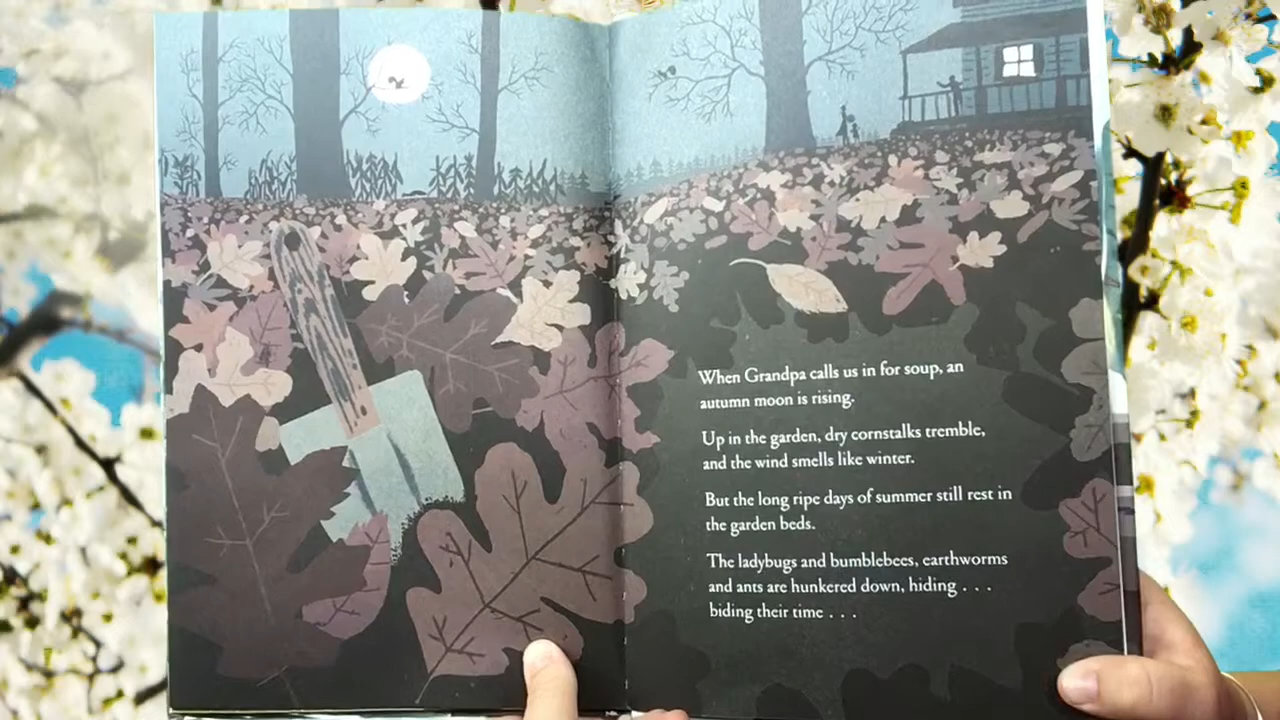 When Grandpa calls us in for soup, an
autumn moon is rising.
Up in the garden, dry cornstalks tremble,
and the wind smells like winter.
But the long ripe days of summer still rest in
the garden beds.
The ladybugs and bumblebees, earthworms
and ants are hunkered down, hiding . . .
biding their time . . .